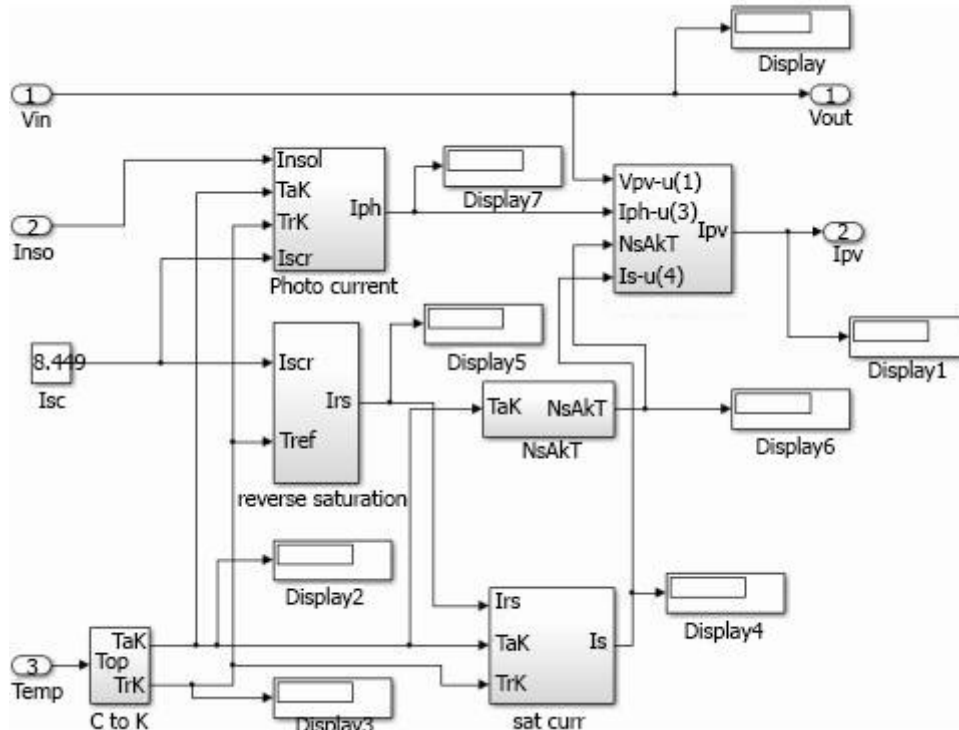 Display
1
Vin
1
Vout
Insol
TaK
TrK
Iscr
Iph
Photo current
Display7
Vpv-u(1)
Iph-u(3)
NsAkT
Is-u(4)
Ipv
2
Inso
2
Ipv
Display1
8.449
Isc
Iscr
Tref
Irs
reverse saturation
Display5
TaK
NsAkT
NsAkT
Display6
Display2
Irs
TaK
TrK
Is
sat curr
Display4
3
Temp
Top
TaK
TrK
C to K
Display3